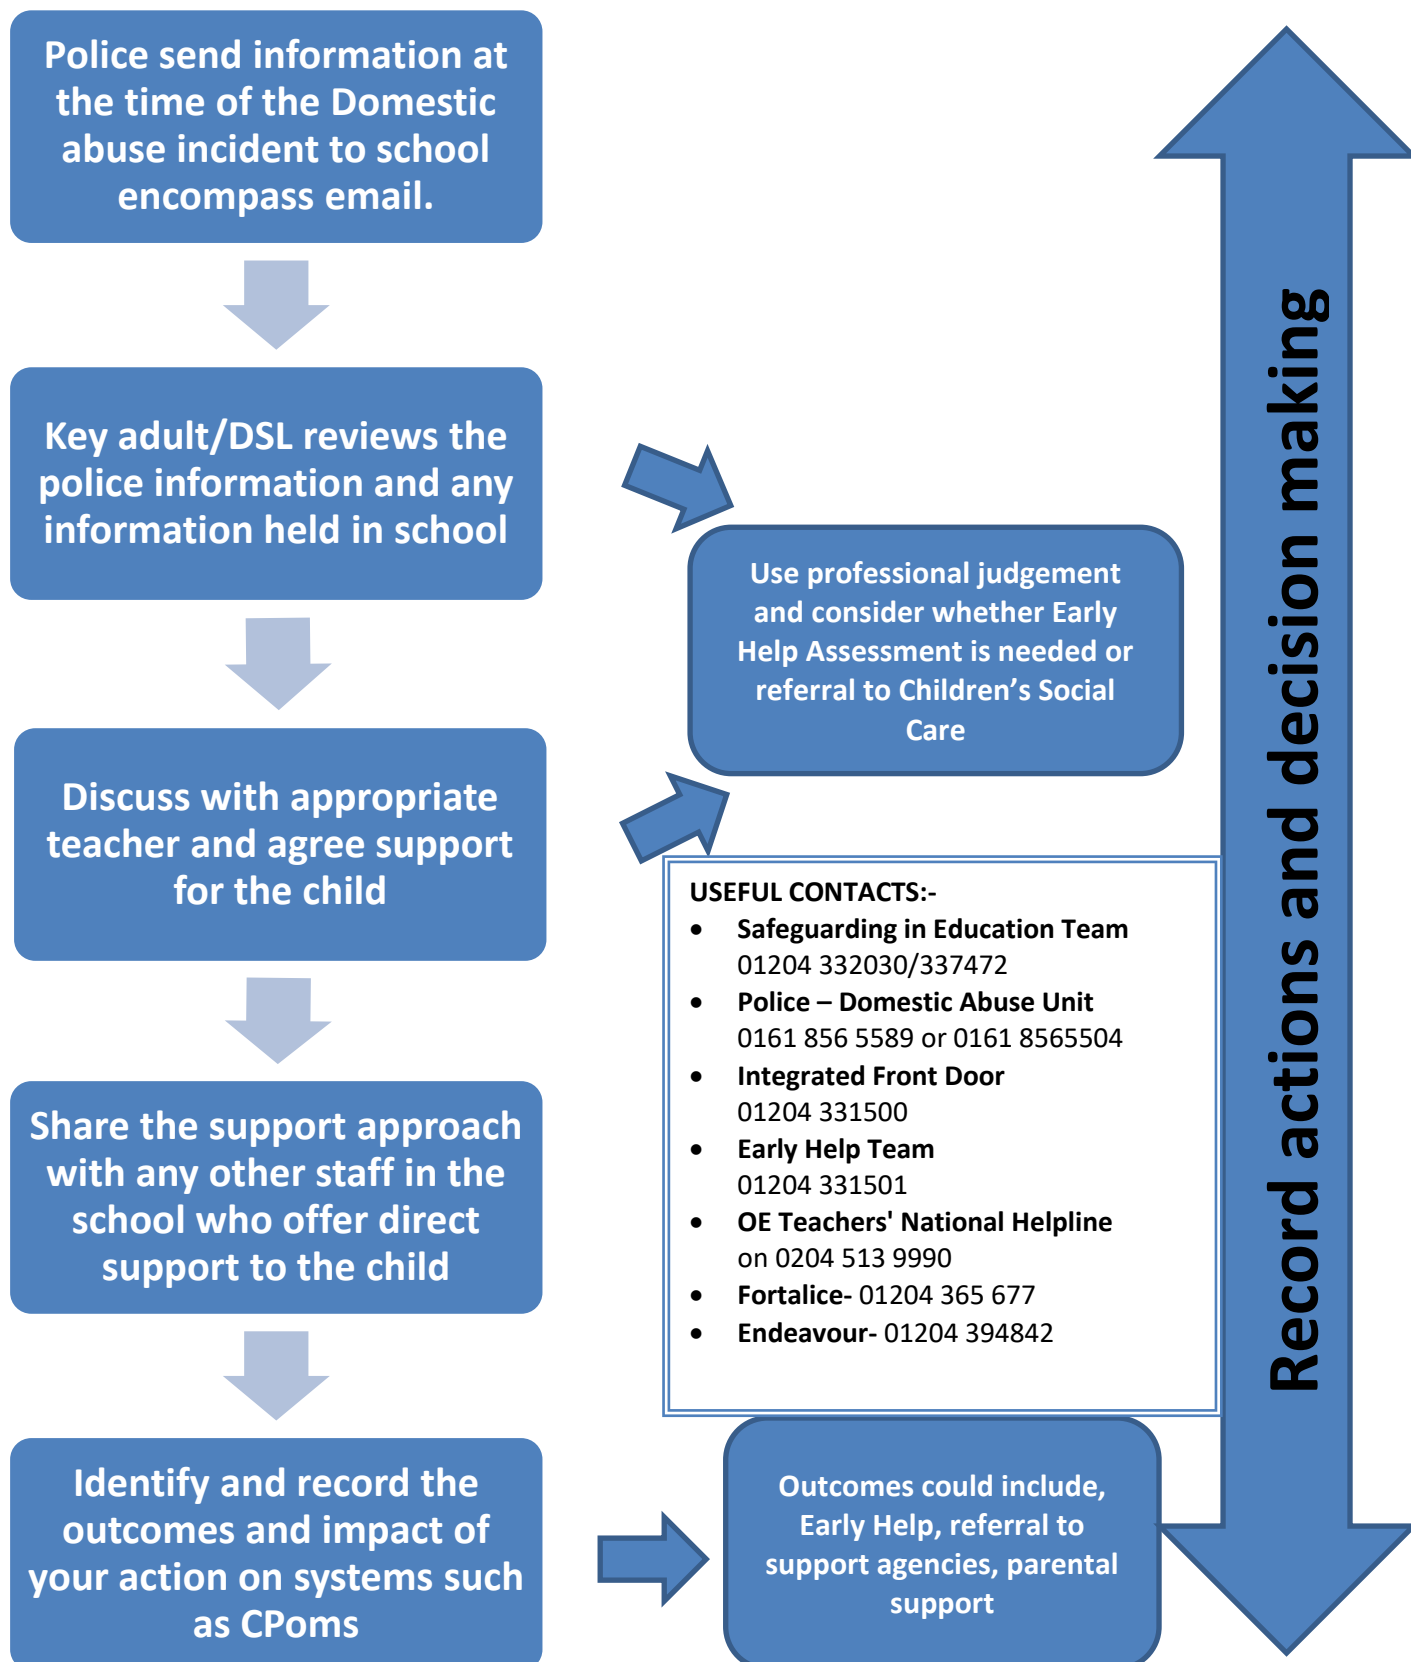 Police send information at
the time of the Domestic
abuse incident to school
encompass email.
Key adult/DSL reviews the
police information and any
information held in school
Use professional judgement
and consider whether Early
Help Assessment is needed or
referral to Children’s Social
Care
Discuss with appropriate
teacher and agree support
for the child
Share the support approach
with any other staff in the
school who offer direct
support to the child
USEFUL CONTACTS:-
• Safeguarding in Education Team
01204 332030/337472
• Police – Domestic Abuse Unit
0161 856 5589 or 0161 8565504
• Integrated Front Door
01204 331500
• Early Help Team
01204 331501
• OE Teachers' National Helpline
on 0204 513 9990
• Fortalice- 01204 365 677
• Endeavour- 01204 394842
Identify and record the
outcomes and impact of
your action on systems such
as CPoms
Outcomes could include,
Early Help, referral to
support agencies, parental
support
Record actions and decision making